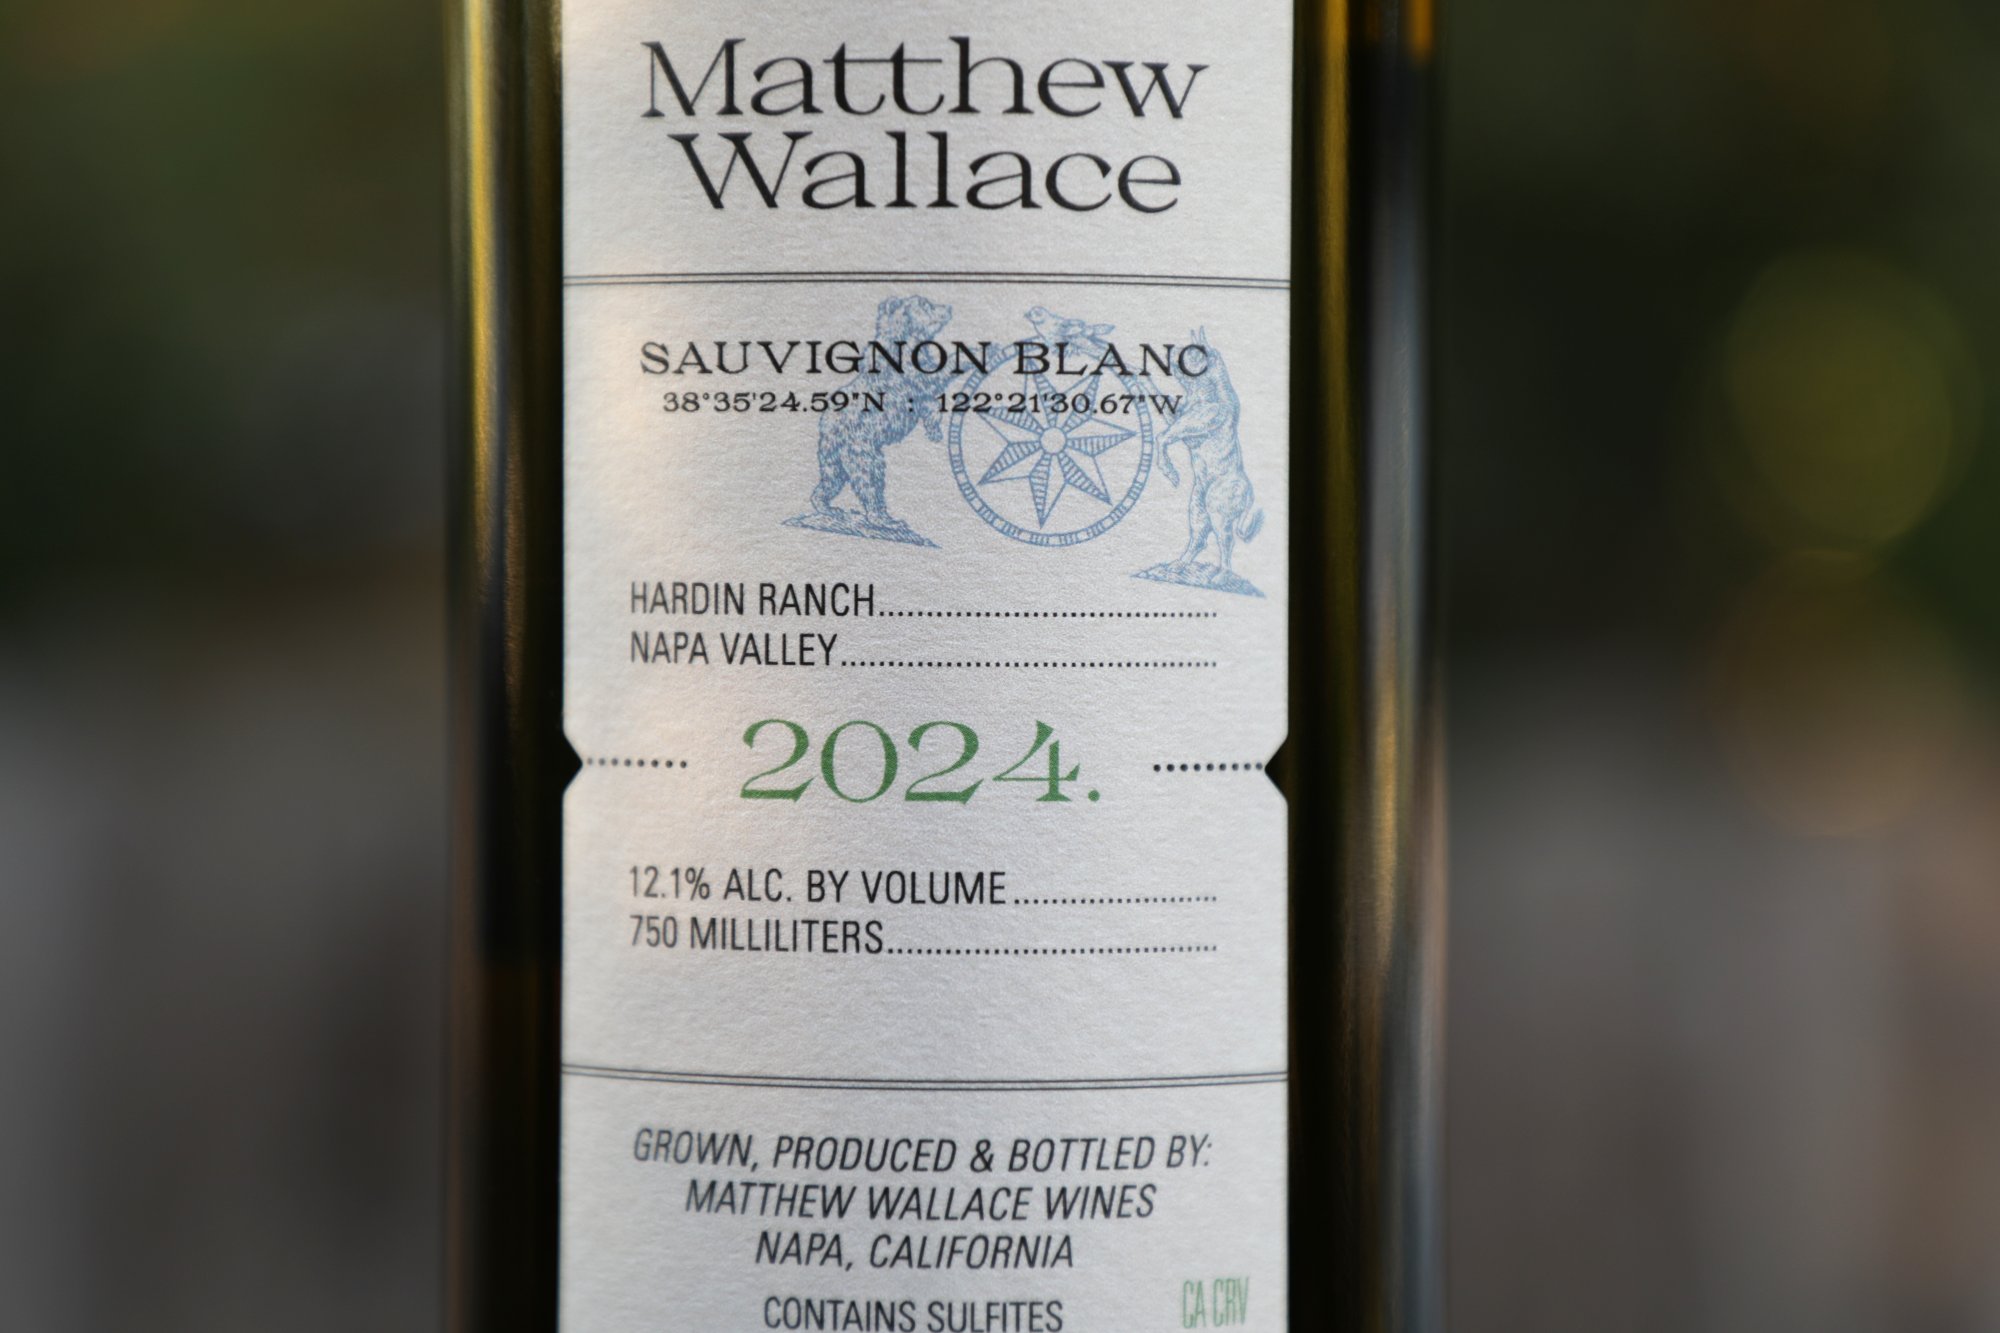 Matthew
Wallace
SAUVIGNON BLANC
38°35'24.59"N : 122°21'30.67"W
HARDIN RANCH....................................
NAPA VALLEY........................................
2024.
12.1% ALC. BY VOLUME......................
750 MILLILITERS...................................
GROWN, PRODUCED & BOTTLED BY:
MATTHEW WALLACE WINES
NAPA, CALIFORNIA
CONTAINS SULFITES
CA CRV